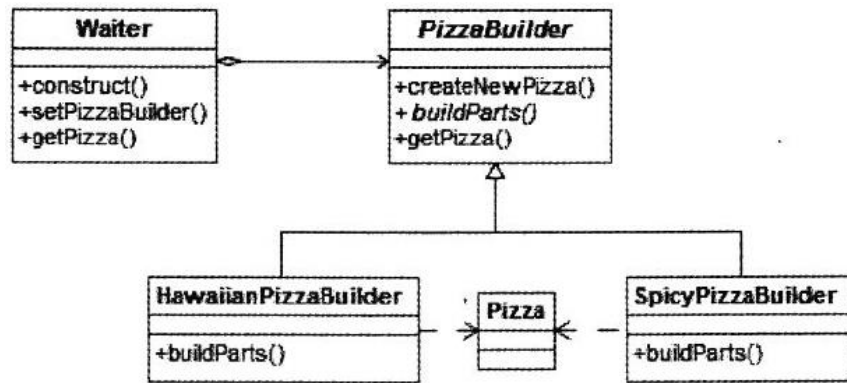 Waiter
+construct()
+setPizzaBuilder()
+getPizza()
PizzaBuilder
+createNewPizza()
+ buildParts()
+getPizza()
HawaiianPizzaBuilder
+buildParts()
Pizza
SpicyPizzaBuilder
+buildParts()